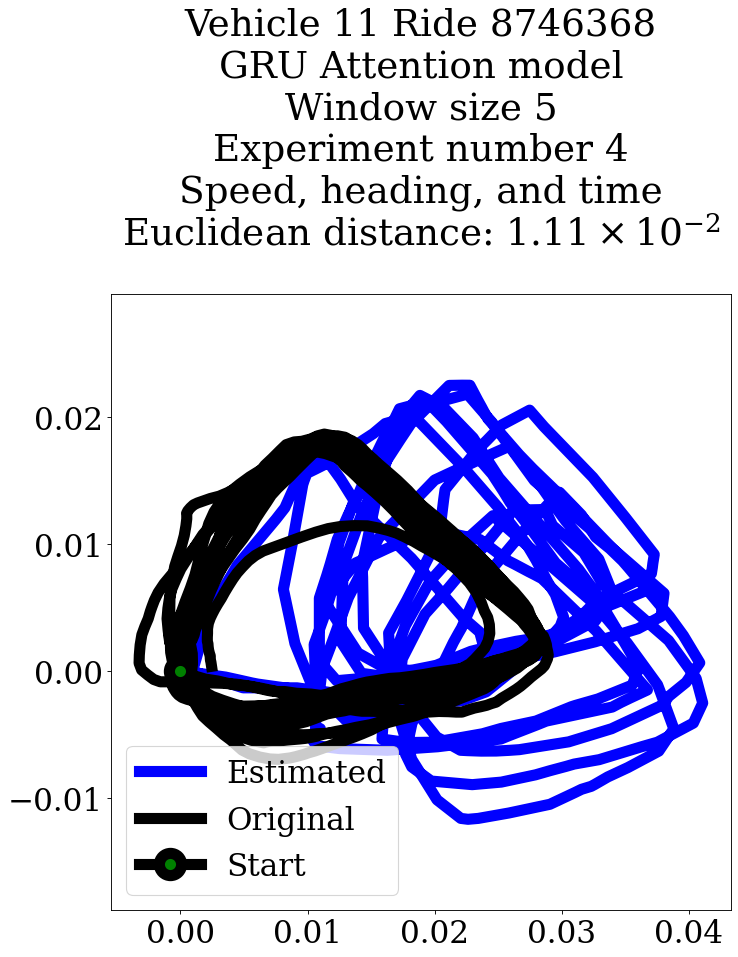 Vehicle 11 Ride 8746368
GRU Attention model
Window size 5
Experiment number 4
Speed, heading, and time
Euclidean distance: 1.11 × 10⁻²
0.02
0.01
0.00
−0.01
Estimated
Original
Start
0.00 0.01 0.02 0.03 0.04